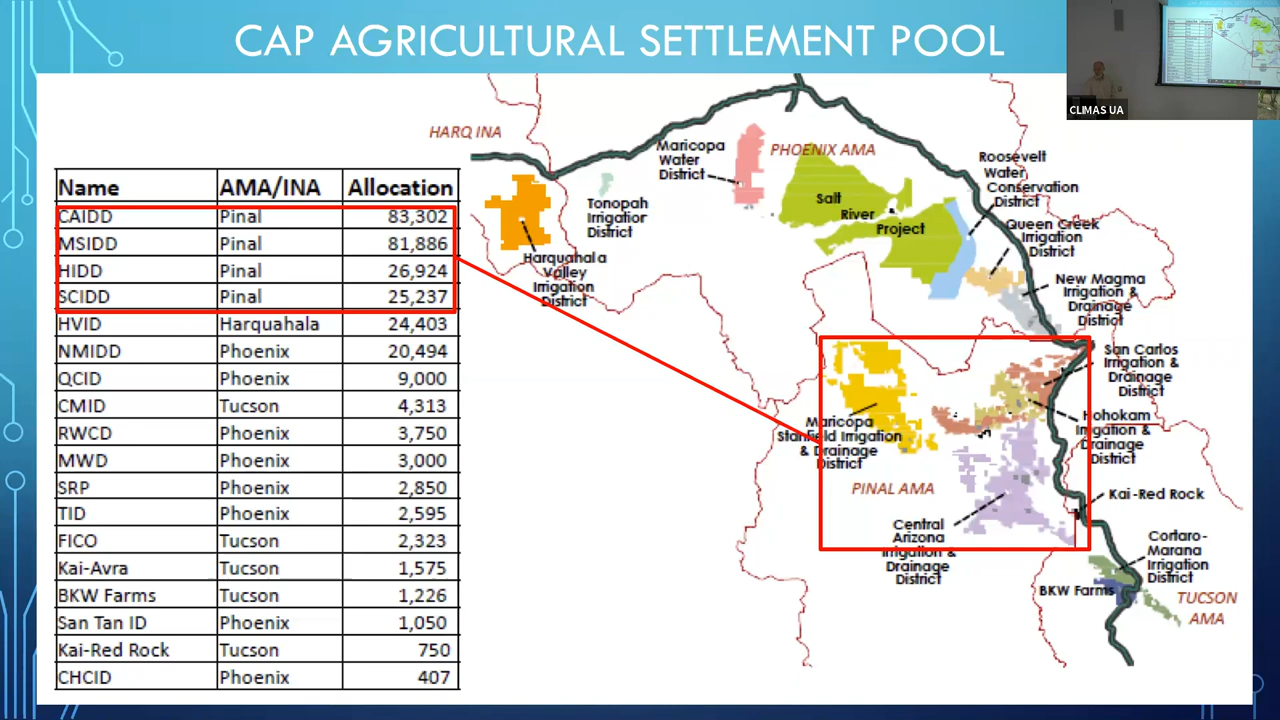 CAP AGRICULTURAL SETTLEMENT POOL
CLIMAS UA
Name AMA/INA Allocation
CAIDD Pinal 83,302
MSIDD Pinal 81,886
HIDD Pinal 26,924
SCIDD Pinal 25,237
HVID Harquahala 24,403
NMIDD Phoenix 20,494
QCID Phoenix 9,000
CMID Tucson 4,313
RWCD Phoenix 3,750
MWD Phoenix 3,000
SRP Phoenix 2,850
TID Phoenix 2,595
FICO Tucson 2,323
Kai-Avra Tucson 1,575
BKW Farms Tucson 1,226
San Tan ID Phoenix 1,050
Kai-Red Rock Tucson 750
CHCID Phoenix 407
HARQ INA
Maricopa
Water
District
PHOENIX AMA
Roosevelt
Water
Conservation
District
Tonopah
Irrigation
District
Salt
River
Project
Queen Creek
Irrigation
District
Harquahala
Valley
Irrigation
District
New Magma
Irrigation &
Drainage
District
San Carlos
Irrigation &
Drainage
District
Maricopa
Stanfield Irrigation
& Drainage
District
Hohokam
Irrigation &
Drainage
District
PINAL AMA
Kai-Red Rock
Central
Arizona
Irrigation &
Drainage
District
Cortaro-
Marana
Irrigation
District
BKW Farms
TUCSON
AMA